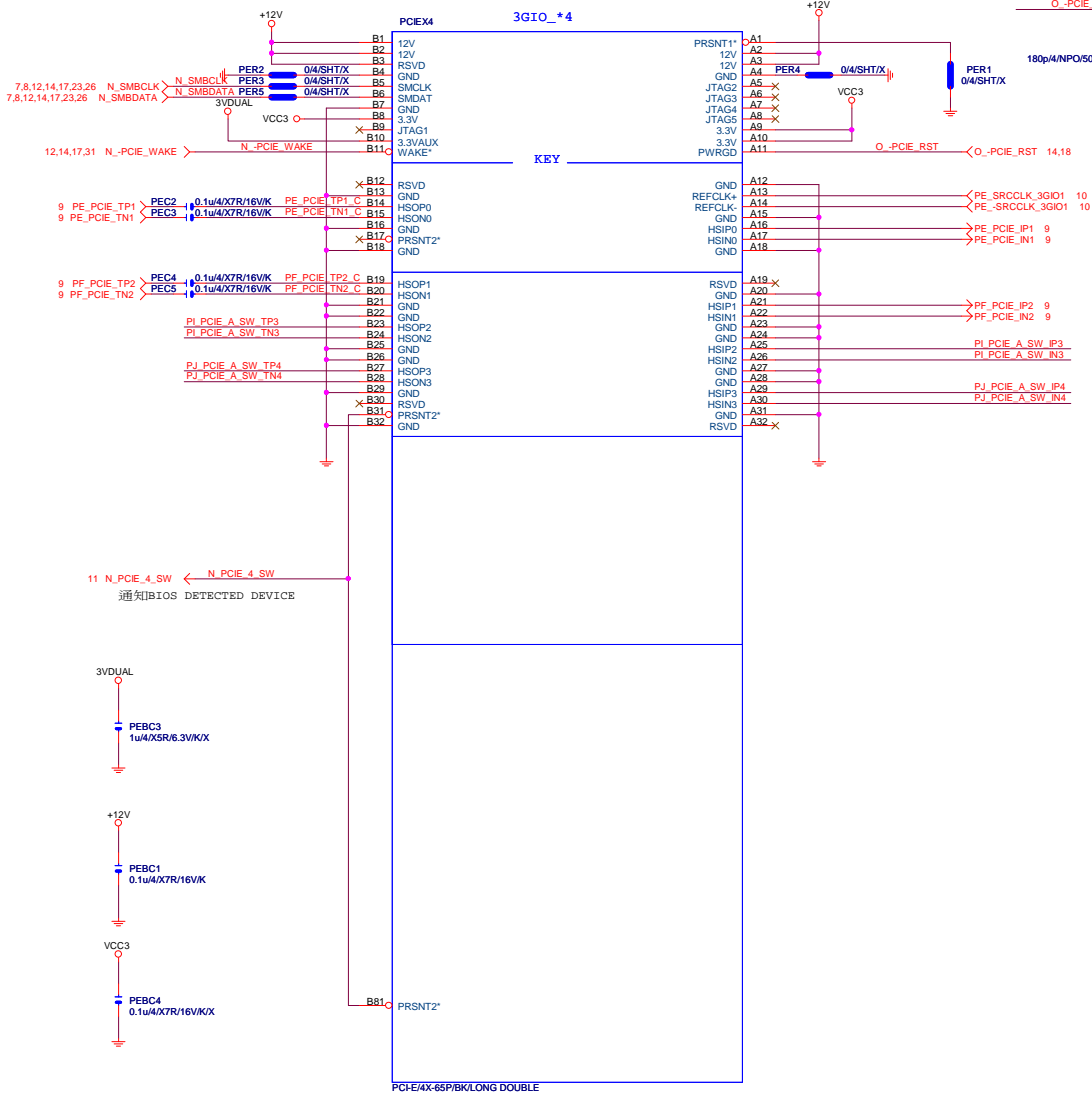 3GIO_*4
O_-PCIE_
+12V
PCIEX4
+12V
B1 12V
B2 12V
B3 RSVD
PER2 0/4/SHT/X B4 GND
7,8,12,14,17,23,26 N_SMBCLK N_SMBCLK PER3 0/4/SHT/X B5 SMCLK
7,8,12,14,17,23,26 N_SMBDATA N_SMBDATA PER5 0/4/SHT/X B6 SMDAT
3VDUAL B7 GND
VCC3 B8 3.3V
B9 JTAG1
B10 3.3VAUX
12,14,17,31 N_-PCIE_WAKE N_-PCIE_WAKE B11 WAKE*
PRSNT1* A1
12V A2
12V A3
GND A4 PER4 0/4/SHT/X
JTAG2 A5
JTAG3 A6
JTAG4 A7
JTAG5 A8
3.3V A9
3.3V A10
PWRGD A11 O_-PCIE_RST O_-PCIE_RST 14,18
VCC3
PER1
0/4/SHT/X
180p/4/NPO/50
KEY
B12 RSVD
B13 GND
9 PE_PCIE_TP1 PEC2 0.1u/4/X7R/16V/K PE_PCIE_TP1_C B14 HSOP0
9 PE_PCIE_TN1 PEC3 0.1u/4/X7R/16V/K PE_PCIE_TN1_C B15 HSON0
B16 GND
B17 PRSNT2*
B18 GND
GND A12
REFCLK+ A13 PE_SRCCLK_3GIO1 10
REFCLK- A14 PE_-SRCCLK_3GIO1 10
GND A15
HSIP0 A16 PE_PCIE_IP1 9
HSIN0 A17 PE_PCIE_IN1 9
GND A18
9 PF_PCIE_TP2 PEC4 0.1u/4/X7R/16V/K PF_PCIE_TP2_C B19 HSOP1
9 PF_PCIE_TN2 PEC5 0.1u/4/X7R/16V/K PF_PCIE_TN2_C B20 HSON1
B21 GND
B22 GND
PI_PCIE_A_SW_TP3 B23 HSOP2
PI_PCIE_A_SW_TN3 B24 HSON2
B25 GND
B26 GND
PJ_PCIE_A_SW_TP4 B27 HSOP3
PJ_PCIE_A_SW_TN4 B28 HSON3
B29 GND
B30 RSVD
B31 PRSNT2*
B32 GND
RSVD A19
GND A20
HSIP1 A21 PF_PCIE_IP2 9
HSIN1 A22 PF_PCIE_IN2 9
GND A23
GND A24
HSIP2 A25 PI_PCIE_A_SW_IP3
HSIN2 A26 PI_PCIE_A_SW_IN3
GND A27
GND A28
HSIP3 A29 PJ_PCIE_A_SW_IP4
HSIN3 A30 PJ_PCIE_A_SW_IN4
GND A31
RSVD A32
11 N_PCIE_4_SW N_PCIE_4_SW
通知BIOS DETECTED DEVICE
3VDUAL
PEBC3
1u/4/X5R/6.3V/K/X
+12V
PEBC1
0.1u/4/X7R/16V/K
VCC3
PEBC4
0.1u/4/X7R/16V/K/X
B81 PRSNT2*
PCI-E/4X-65P/BK/LONG DOUBLE